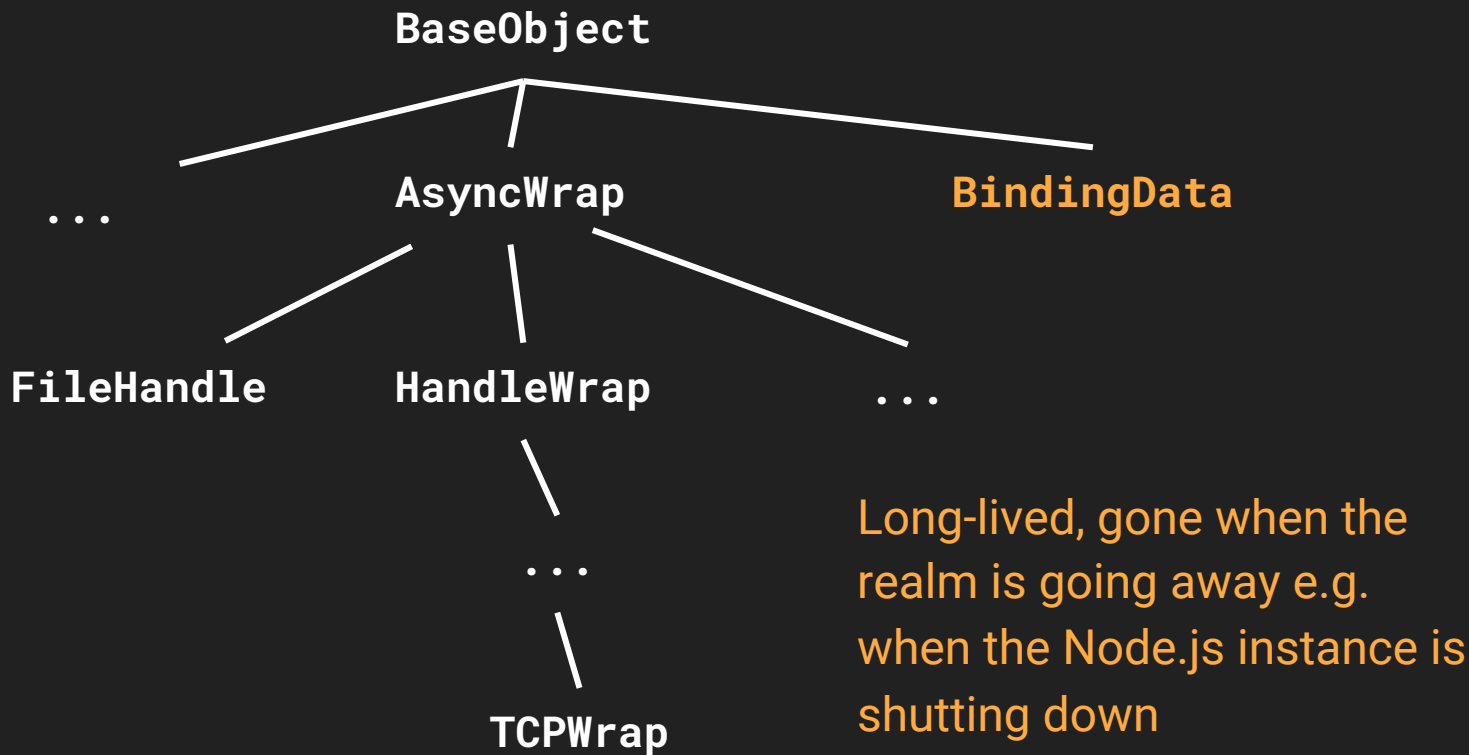 BaseObject
...
AsyncWrap
BindingData
FileHandle
HandleWrap
...
...
TCPWrap
Long-lived, gone when the
realm is going away e.g.
when the Node.js instance is
shutting down